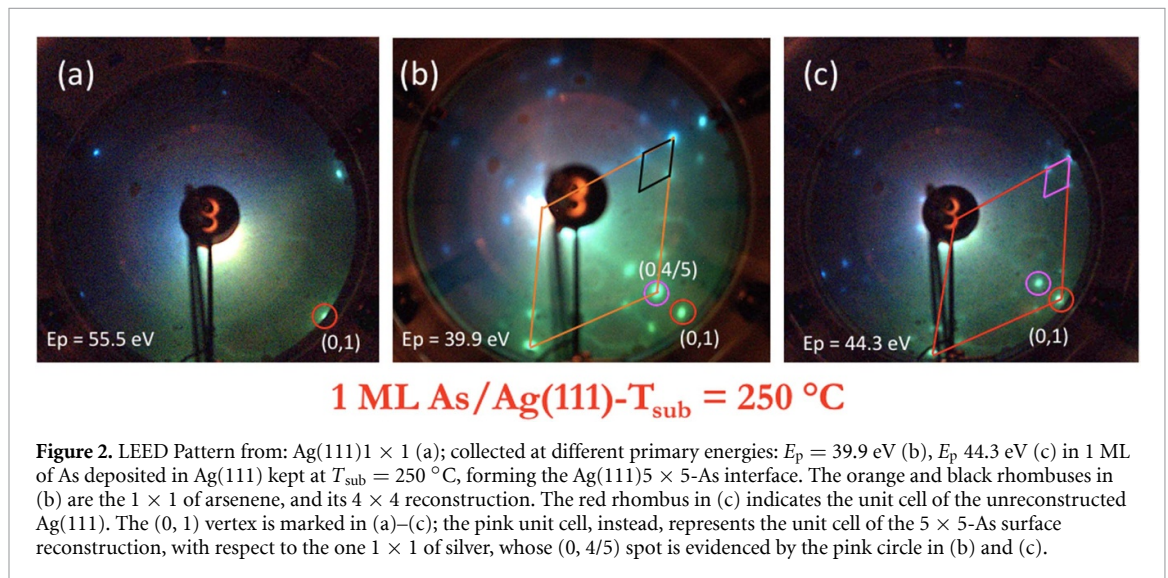 (a)
(b)
(c)
3
3
3
(0,4/5)
Ep = 55.5 eV
(0,1)
Ep = 39.9 eV
(0,1)
Ep = 44.3 eV
(0,1)
1 ML As/Ag(111)-Tsub = 250 °C
Figure 2. LEED Pattern from: Ag(111)1 × 1 (a); collected at different primary energies: Ep = 39.9 eV (b), Ep 44.3 eV (c) in 1 ML
of As deposited in Ag(111) kept at Tsub = 250 °C, forming the Ag(111)5 × 5-As interface. The orange and black rhombuses in
(b) are the 1 × 1 of arsenene, and its 4 × 4 reconstruction. The red rhombus in (c) indicates the unit cell of the unreconstructed
Ag(111). The (0, 1) vertex is marked in (a)–(c); the pink unit cell, instead, represents the unit cell of the 5 × 5-As surface
reconstruction, with respect to the one 1 × 1 of silver, whose (0, 4/5) spot is evidenced by the pink circle in (b) and (c).